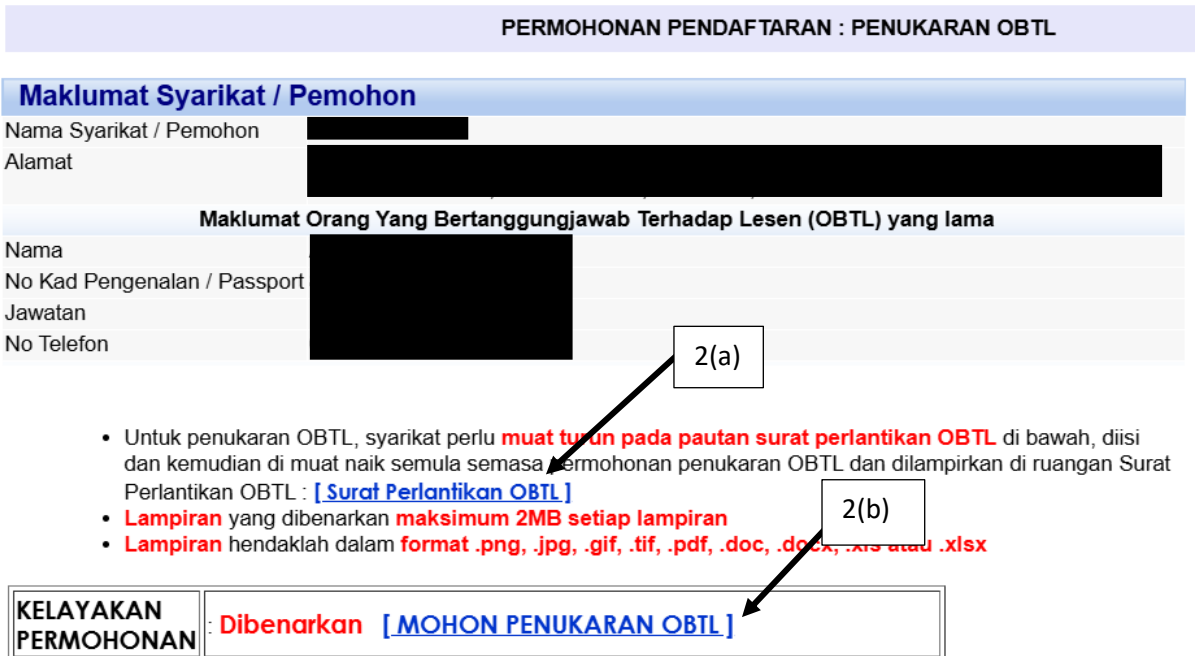 PERMOHONAN PENDAFTARAN : PENUKARAN OBTL
Maklumat Syarikat / Pemohon
Nama Syarikat / Pemohon
Alamat
Maklumat Orang Yang Bertanggungjawab Terhadap Lesen (OBTL) yang lama
Nama
No Kad Pengenalan / Passport
Jawatan
No Telefon
2(a)
• Untuk penukaran OBTL, syarikat perlu muat turun pada pautan surat perlantikan OBTL di bawah, diisi
dan kemudian di muat naik semula semasa permohonan penukaran OBTL dan dilampirkan di ruangan Surat
Perlantikan OBTL : [ Surat Perlantikan OBTL ]
2(b)
• Lampiran yang dibenarkan maksimum 2MB setiap lampiran
• Lampiran hendaklah dalam format .png, .jpg, .gif, .tif, .pdf, .doc, .docx, .xls atau .xlsx
KELAYAKAN
PERMOHONAN : Dibenarkan [ MOHON PENUKARAN OBTL ]